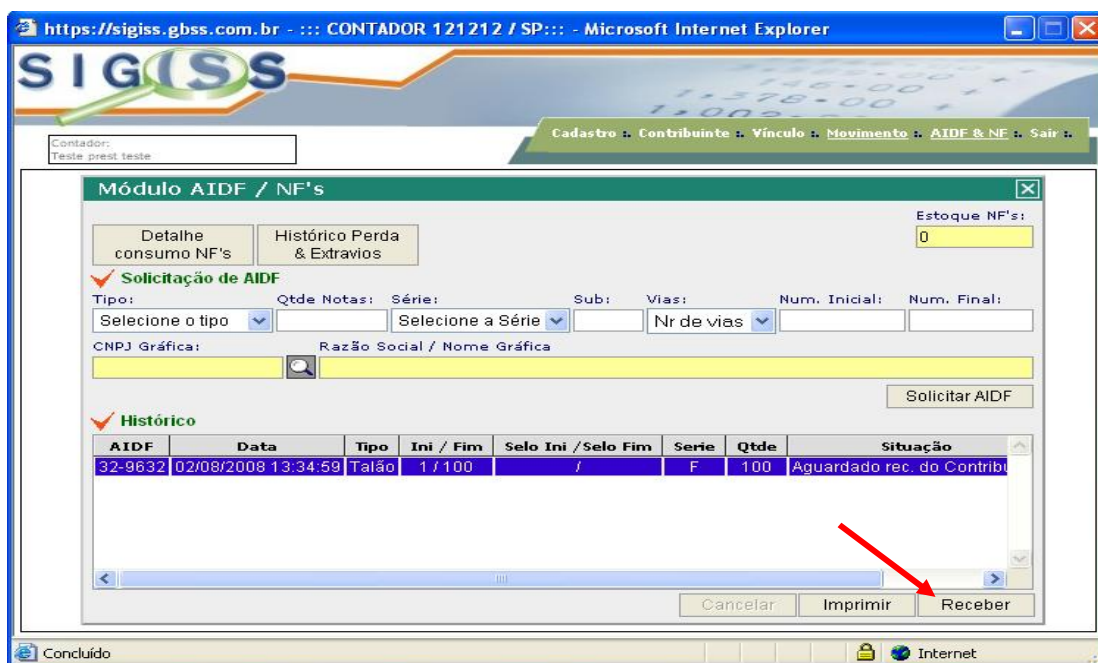 https://sigiss.gbss.com.br - ::: CONTADOR 121212 / SP::: - Microsoft Internet Explorer
SIGISS
Cadastro :. Contribuinte :. Vínculo :. Movimento :. AIDF & NF :. Sair :.
Contador:
Teste prest teste
Módulo AIDF / NF's
Estoque NF's:
Detalhe consumo NF's Histórico Perda & Extravios 0
Solicitação de AIDF
Tipo: Qtde Notas: Série: Sub: Vias: Num. Inicial: Num. Final:
Selecione o tipo Selecione a Série Nr de vias
CNPJ Gráfica: Razão Social / Nome Gráfica
Solicitar AIDF
Histórico
AIDF Data Tipo Ini / Fim Selo Ini /Selo Fim Serie Qtde Situação
32-9632 02/08/2008 13:34:59 Talão 1 / 100 / F 100 Aguardado rec. do Contribu
Cancelar Imprimir Receber
Concluído Internet